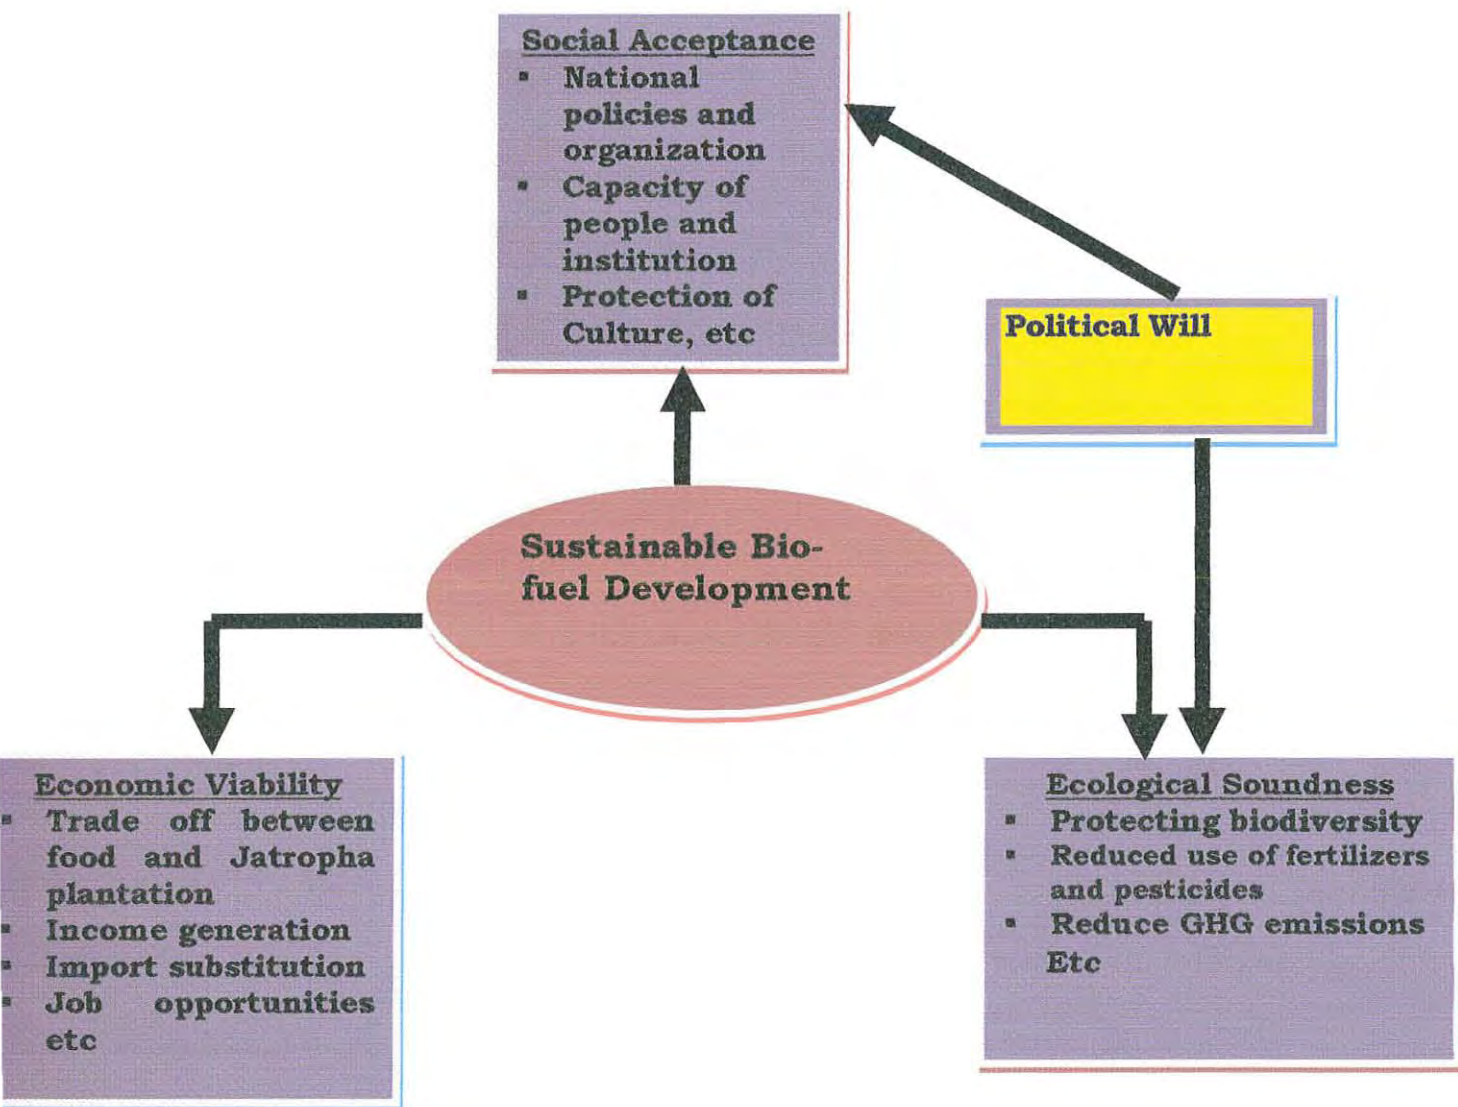 Social Acceptance
▪ National
policies and
organization
▪ Capacity of
people and
institution
▪ Protection of
Culture, etc
Political Will
Sustainable Bio-
fuel Development
Economic Viability
▪ Trade off between
food and Jatropha
plantation
▪ Income generation
▪ Import substitution
▪ Job opportunities
etc
Ecological Soundness
▪ Protecting biodiversity
▪ Reduced use of fertilizers
and pesticides
▪ Reduce GHG emissions
Etc